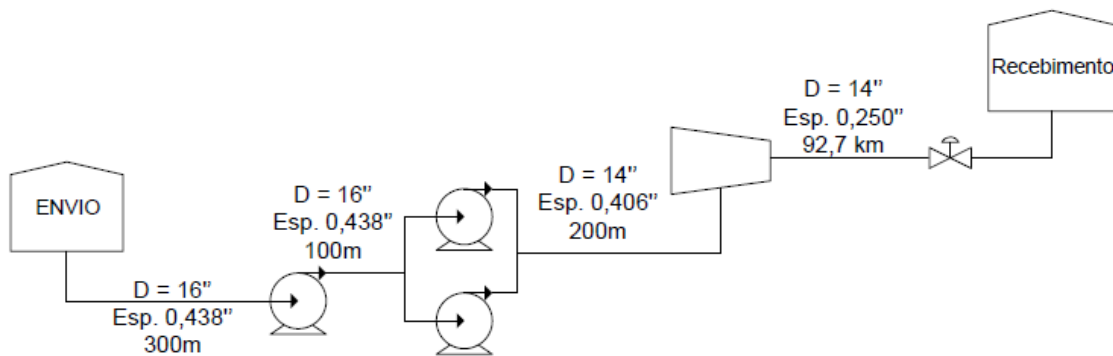 ENVIO
D = 16"
Esp. 0,438"
300m
D = 16"
Esp. 0,438"
100m
D = 14"
Esp. 0,406"
200m
D = 14"
Esp. 0,250"
92,7 km
Recebimento